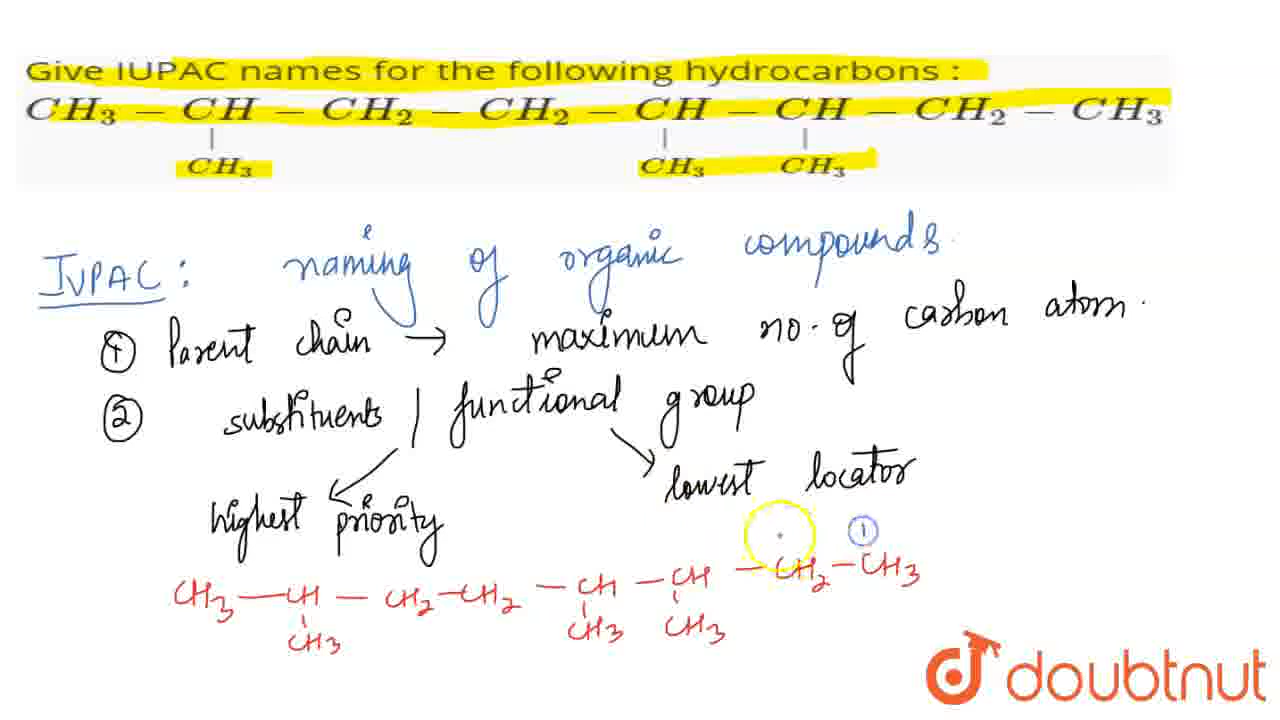 Give IUPAC names for the following hydrocarbons :
CH₃ – CH – CH₂ – CH₂ – CH – CH – CH₂ – CH₃
| | |
CH₃ CH₃ CH₃
IUPAC : naming of organic compounds.
① Parent chain → maximum no. of carbon atom.
② substituents / functional group
lowest locator
highest priority
①
CH₃ — CH — CH₂ — CH₂ — CH — CH — CH₂ — CH₃
CH₃ CH₃ CH₃
doubtnut